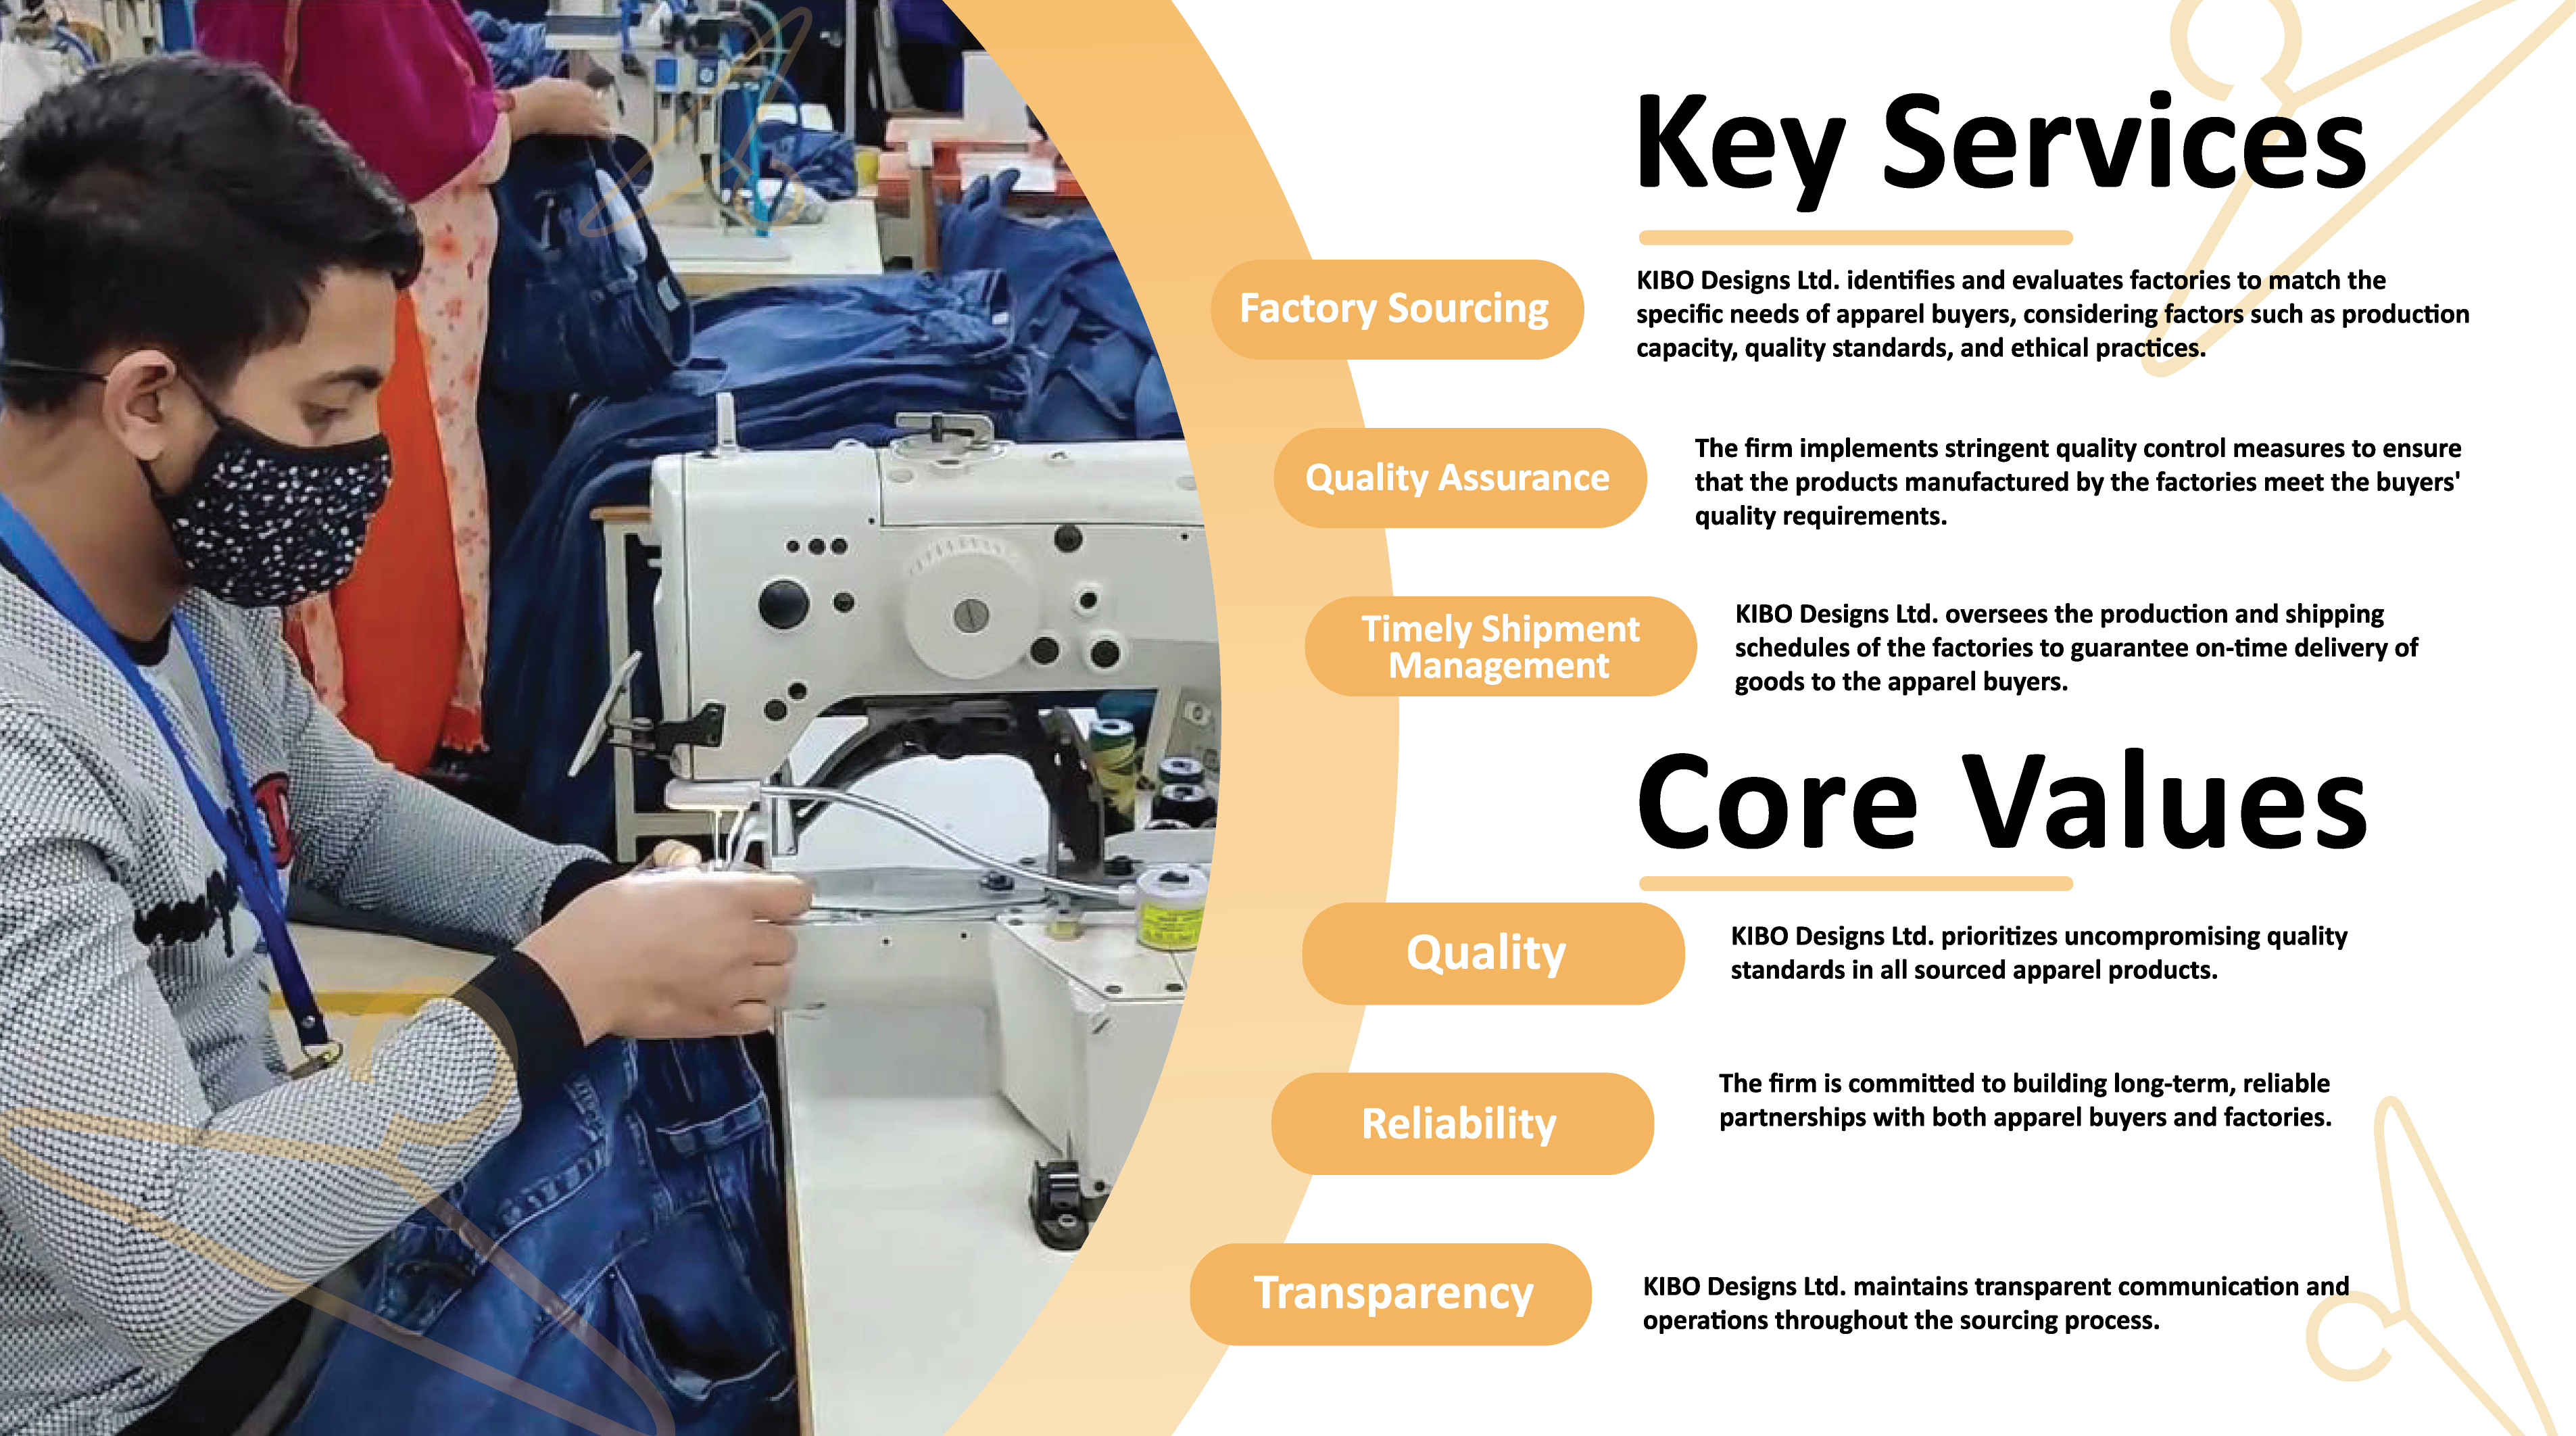 Key Services
Factory Sourcing
KIBO Designs Ltd. identifies and evaluates factories to match the
specific needs of apparel buyers, considering factors such as production
capacity, quality standards, and ethical practices.
Quality Assurance
The firm implements stringent quality control measures to ensure
that the products manufactured by the factories meet the buyers'
quality requirements.
Timely Shipment
Management
KIBO Designs Ltd. oversees the production and shipping
schedules of the factories to guarantee on-time delivery of
goods to the apparel buyers.
Core Values
Quality
KIBO Designs Ltd. prioritizes uncompromising quality
standards in all sourced apparel products.
Reliability
The firm is committed to building long-term, reliable
partnerships with both apparel buyers and factories.
Transparency
KIBO Designs Ltd. maintains transparent communication and
operations throughout the sourcing process.